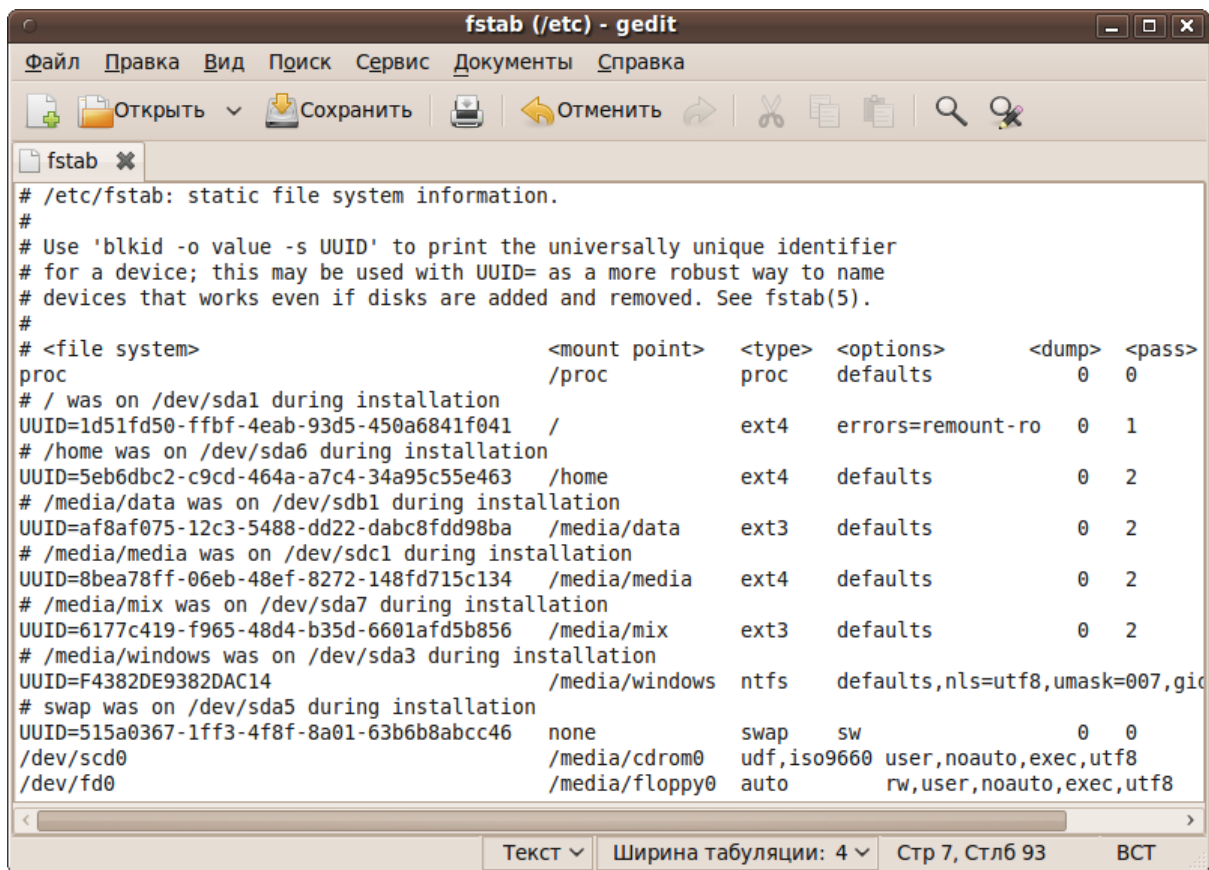 fstab (/etc) - gedit
Файл Правка Вид Поиск Сервис Документы Справка
Открыть Сохранить Отменить
fstab
# /etc/fstab: static file system information.
#
# Use 'blkid -o value -s UUID' to print the universally unique identifier
# for a device; this may be used with UUID= as a more robust way to name
# devices that works even if disks are added and removed. See fstab(5).
#
# <file system> <mount point> <type> <options> <dump> <pass>
proc /proc proc defaults 0 0
# / was on /dev/sda1 during installation
UUID=1d51fd50-ffbf-4eab-93d5-450a6841f041 / ext4 errors=remount-ro 0 1
# /home was on /dev/sda6 during installation
UUID=5eb6dbc2-c9cd-464a-a7c4-34a95c55e463 /home ext4 defaults 0 2
# /media/data was on /dev/sdb1 during installation
UUID=af8af075-12c3-5488-dd22-dabc8fdd98ba /media/data ext3 defaults 0 2
# /media/media was on /dev/sdc1 during installation
UUID=8bea78ff-06eb-48ef-8272-148fd715c134 /media/media ext4 defaults 0 2
# /media/mix was on /dev/sda7 during installation
UUID=6177c419-f965-48d4-b35d-6601afd5b856 /media/mix ext3 defaults 0 2
# /media/windows was on /dev/sda3 during installation
UUID=F4382DE9382DAC14 /media/windows ntfs defaults,nls=utf8,umask=007,gid
# swap was on /dev/sda5 during installation
UUID=515a0367-1ff3-4f8f-8a01-63b6b8abcc46 none swap sw 0 0
/dev/scd0 /media/cdrom0 udf,iso9660 user,noauto,exec,utf8
/dev/fd0 /media/floppy0 auto rw,user,noauto,exec,utf8
Текст Ширина табуляции: 4 Стр 7, Стлб 93 ВСТ